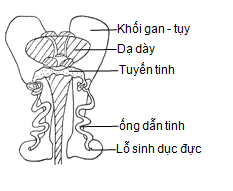 Khối gan - tụy
Dạ dày
Tuyến tinh
ống dẫn tinh
Lỗ sinh dục đực